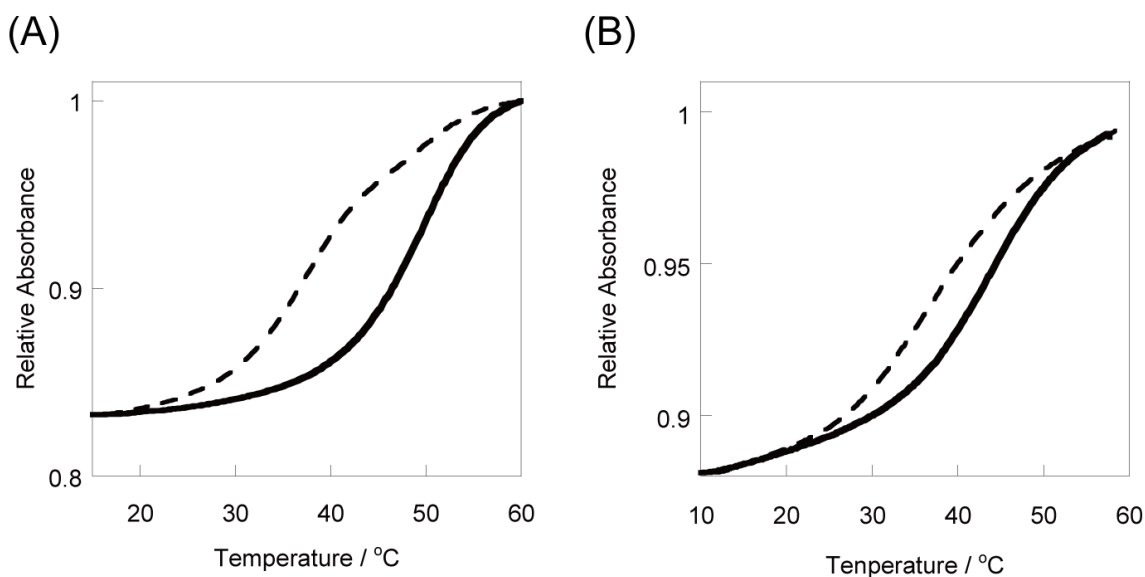 (A)
(B)
Relative Absorbance
1
0.9
0.8
20 30 40 50 60
Temperature / °C
Relative Absorbance
1
0.95
0.9
10 20 30 40 50 60
Tenperature / °C